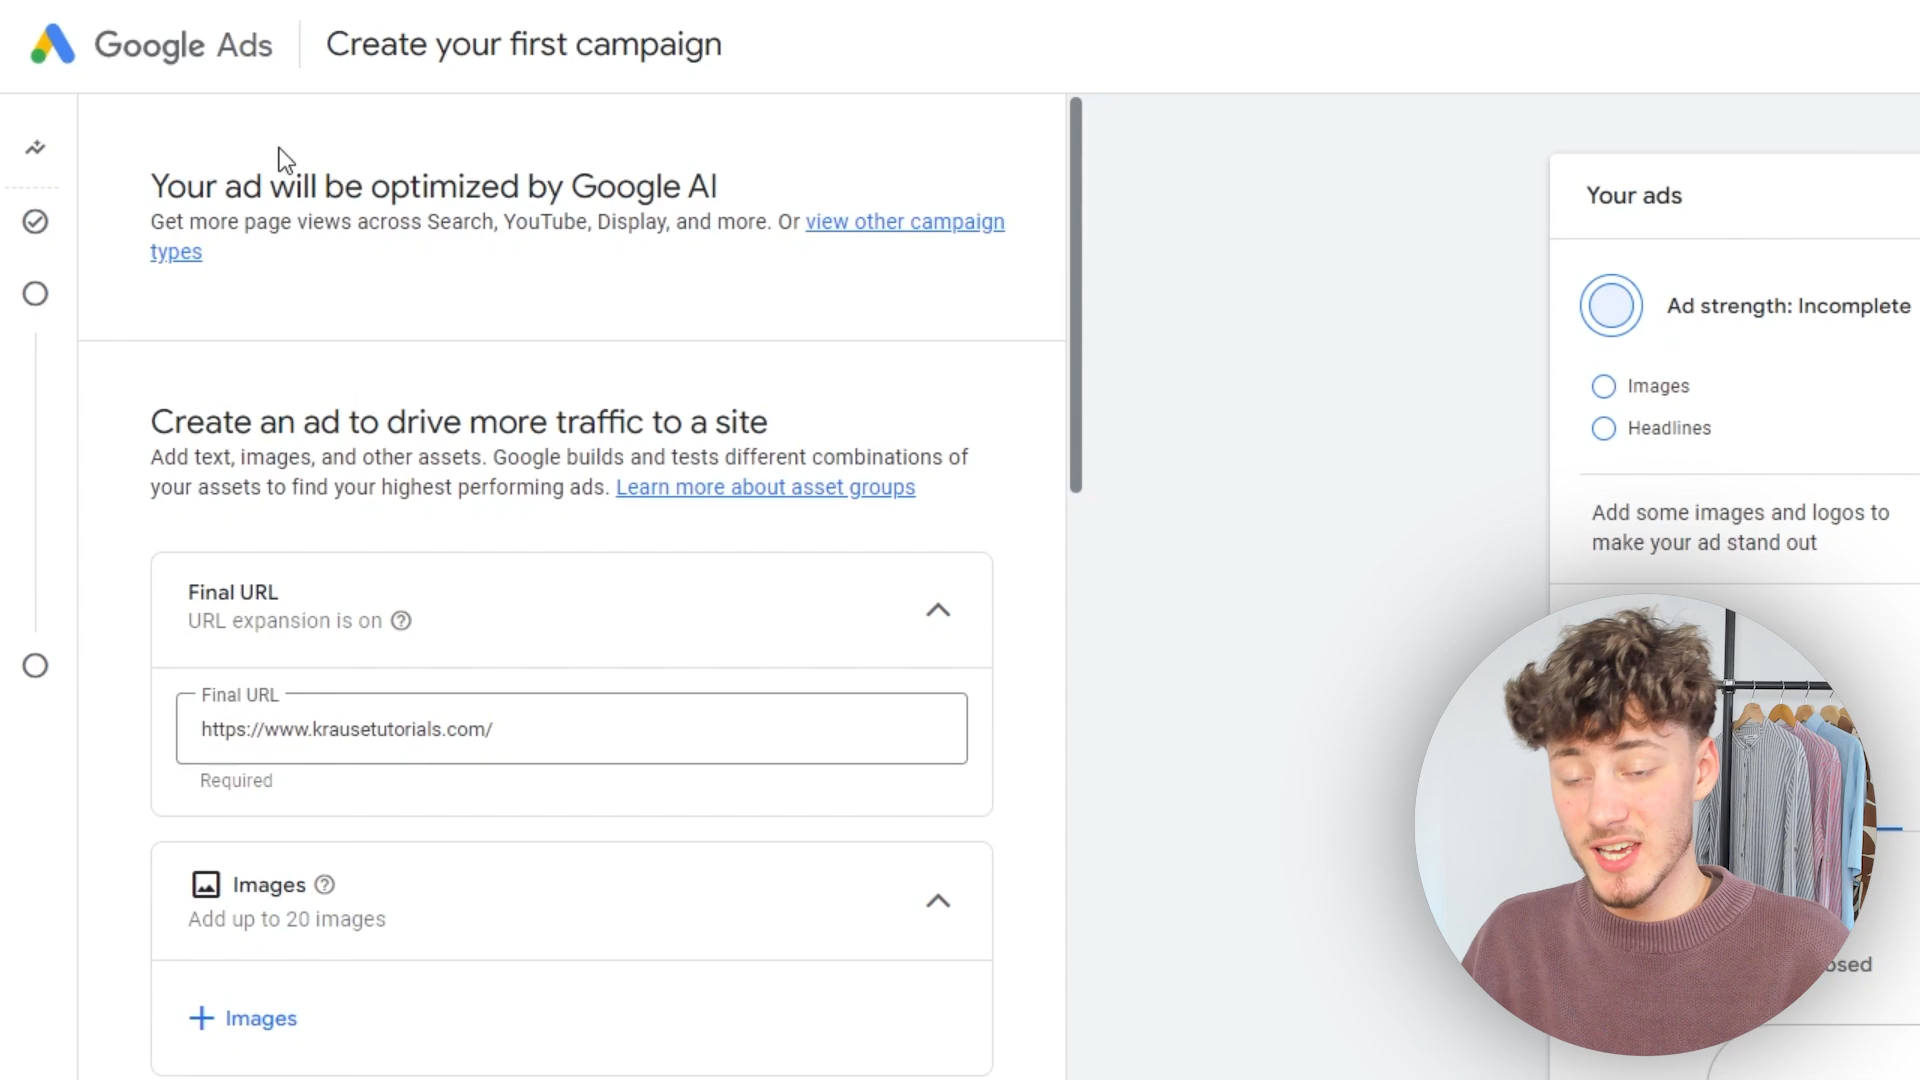 Google Ads
Create your first campaign
Your ad will be optimized by Google AI
Get more page views across Search, YouTube, Display, and more. Or view other campaign
types
Create an ad to drive more traffic to a site
Add text, images, and other assets. Google builds and tests different combinations of
your assets to find your highest performing ads. Learn more about asset groups
Final URL
URL expansion is on
Final URL
https://www.krausetutorials.com/
Required
Images
Add up to 20 images
+ Images
Your ads
Ad strength: Incomplete
Images
Headlines
Add some images and logos to
make your ad stand out